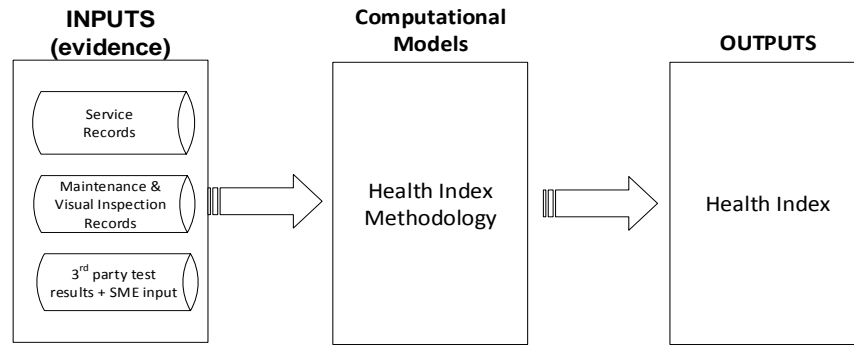 INPUTS
(evidence)
Service
Records
Maintenance &
Visual Inspection
Records
3rd party test
results + SME input
Computational
Models
Health Index
Methodology
OUTPUTS
Health Index